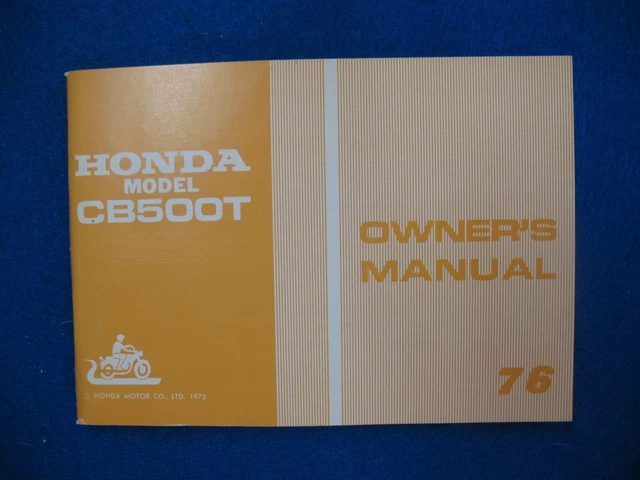 HONDA
MODEL
CB500T
C. HONDA MOTOR CO., LTD. 1975
OWNER'S
MANUAL
76